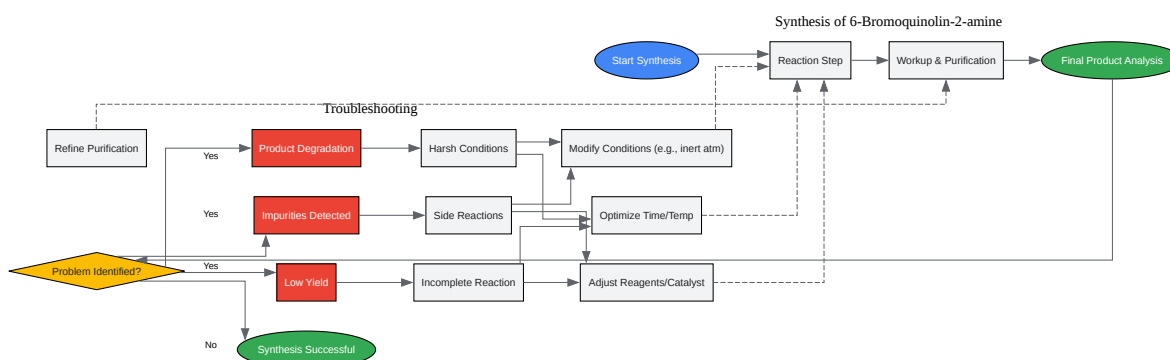 Synthesis of 6-Bromoquinolin-2-amine
Start Synthesis
Reaction Step
Workup & Purification
Final Product Analysis
Troubleshooting
Refine Purification
Yes
Product Degradation
Harsh Conditions
Modify Conditions (e.g., inert atm)
Yes
Impurities Detected
Side Reactions
Optimize Time/Temp
Problem Identified?
Yes
Low Yield
Incomplete Reaction
Adjust Reagents/Catalyst
No
Synthesis Successful